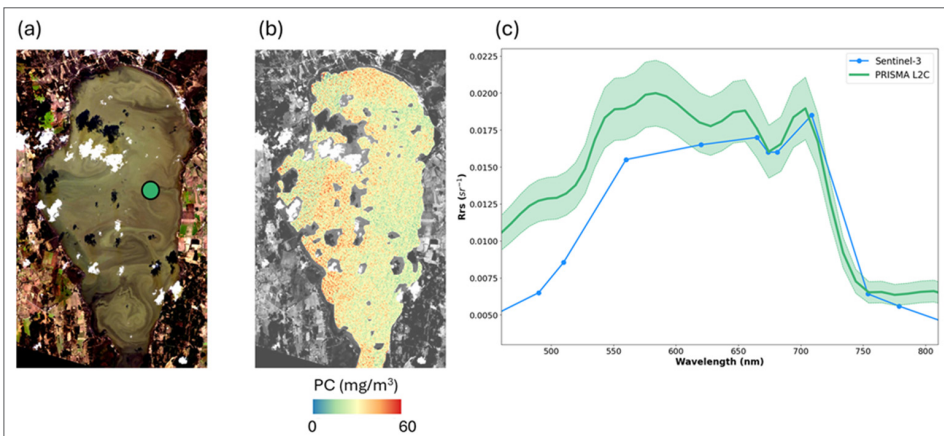 (a)
(b)
PC (mg/m³)
0 60
(c)
0.0225
0.0200
0.0175
0.0150
0.0125
0.0100
0.0075
0.0050
Rrs (sr⁻¹)
Sentinel-3
PRISMA L2C
500 550 600 650 700 750 800
Wavelength (nm)